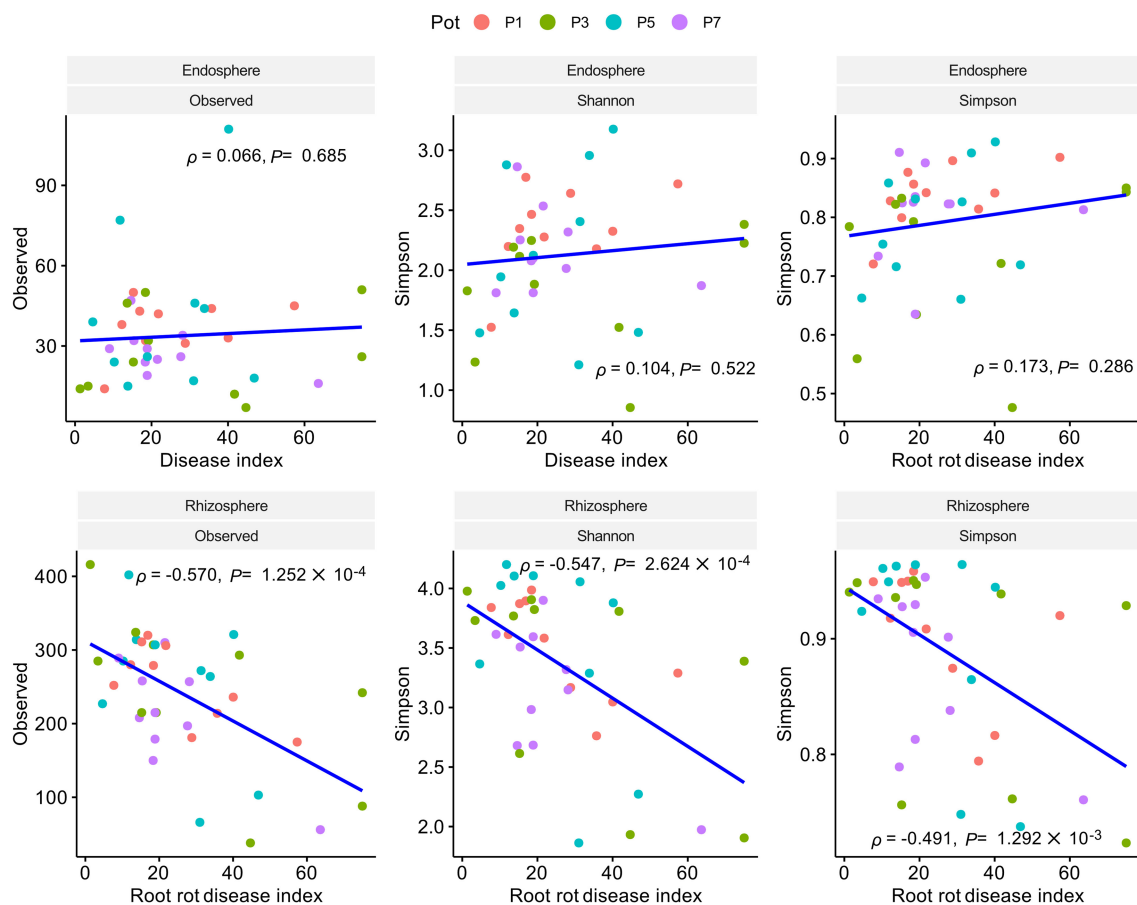 Pot P1 P3 P5 P7
Endosphere
Observed
ρ = 0.066, P= 0.685
90
60
30
Observed
0 20 40 60
Disease index
Endosphere
Shannon
3.0
2.5
2.0
1.5
1.0
Simpson
ρ = 0.104, P= 0.522
0 20 40 60
Disease index
Endosphere
Simpson
0.9
0.8
0.7
0.6
0.5
Simpson
ρ = 0.173, P= 0.286
0 20 40 60
Root rot disease index
Rhizosphere
Observed
ρ = -0.570, P= 1.252 × 10-4
400
300
200
100
Observed
0 20 40 60
Root rot disease index
Rhizosphere
Shannon
ρ = -0.547, P= 2.624 × 10-4
4.0
3.5
3.0
2.5
2.0
Simpson
0 20 40 60
Root rot disease index
Rhizosphere
Simpson
0.9
0.8
Simpson
ρ = -0.491, P= 1.292 × 10-3
0 20 40 60
Root rot disease index